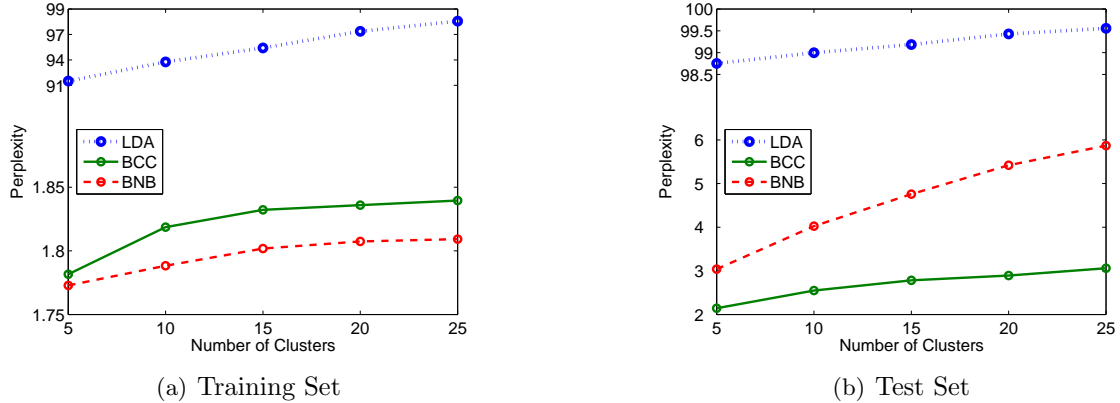 99
97
94
91
1.85
1.8
1.75
Perplexity
LDA
BCC
BNB
5
10
15
20
25
Number of Clusters
(a) Training Set
100
99.5
99
98.5
6
5
4
3
2
Perplexity
LDA
BCC
BNB
5
10
15
20
25
Number of Clusters
(b) Test Set